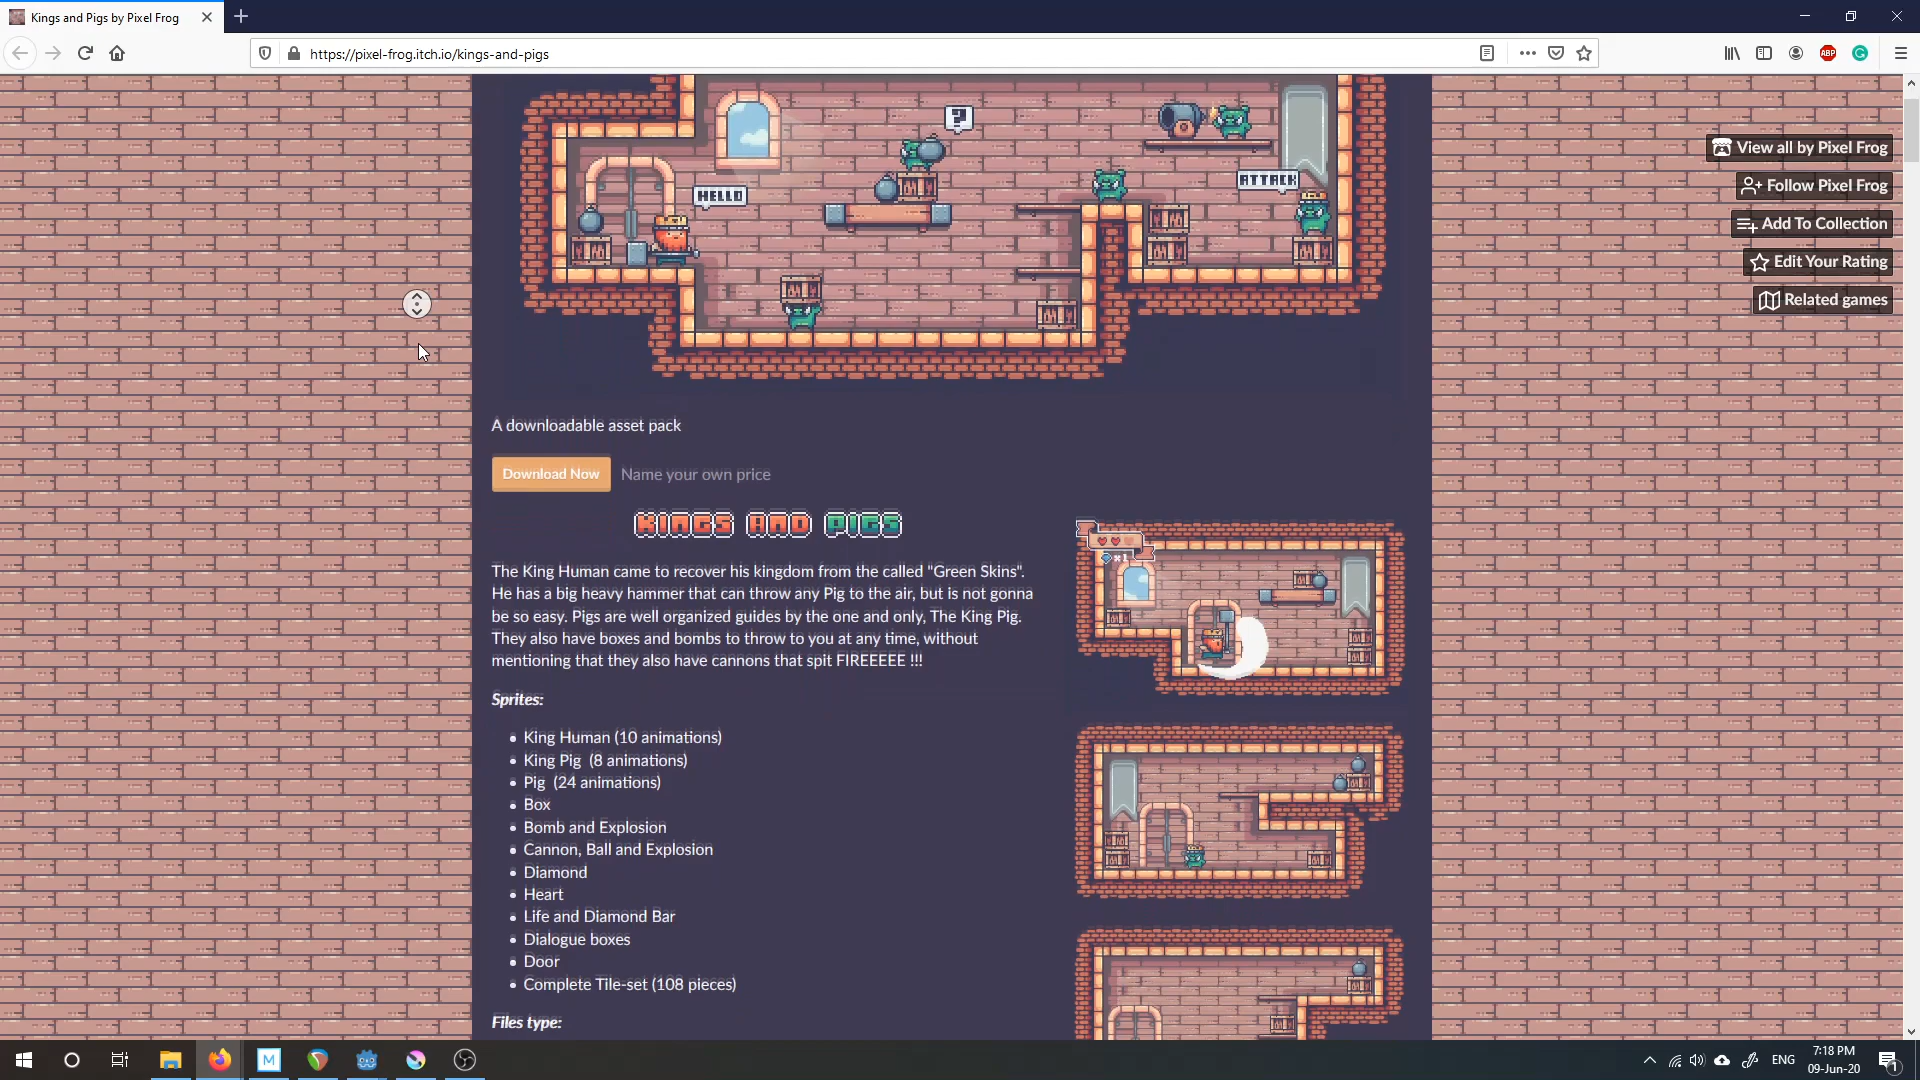 Kings and Pigs by Pixel Frog
https://pixel-frog.itch.io/kings-and-pigs
ABP
?
HELLO
ATTACK
View all by Pixel Frog
Follow Pixel Frog
Add To Collection
Edit Your Rating
Related games
A downloadable asset pack
Download Now
Name your own price
KINGS AND PIGS
The King Human came to recover his kingdom from the called "Green Skins".
He has a big heavy hammer that can throw any Pig to the air, but is not gonna
be so easy. Pigs are well organized guides by the one and only, The King Pig.
They also have boxes and bombs to throw to you at any time, without
mentioning that they also have cannons that spit FIREEEEE !!!
Sprites:
King Human (10 animations)
King Pig (8 animations)
Pig (24 animations)
Box
Bomb and Explosion
Cannon, Ball and Explosion
Diamond
Heart
Life and Diamond Bar
Dialogue boxes
Door
Complete Tile-set (108 pieces)
Files type:
x1
M
ENG
7:18 PM
09-Jun-20
1